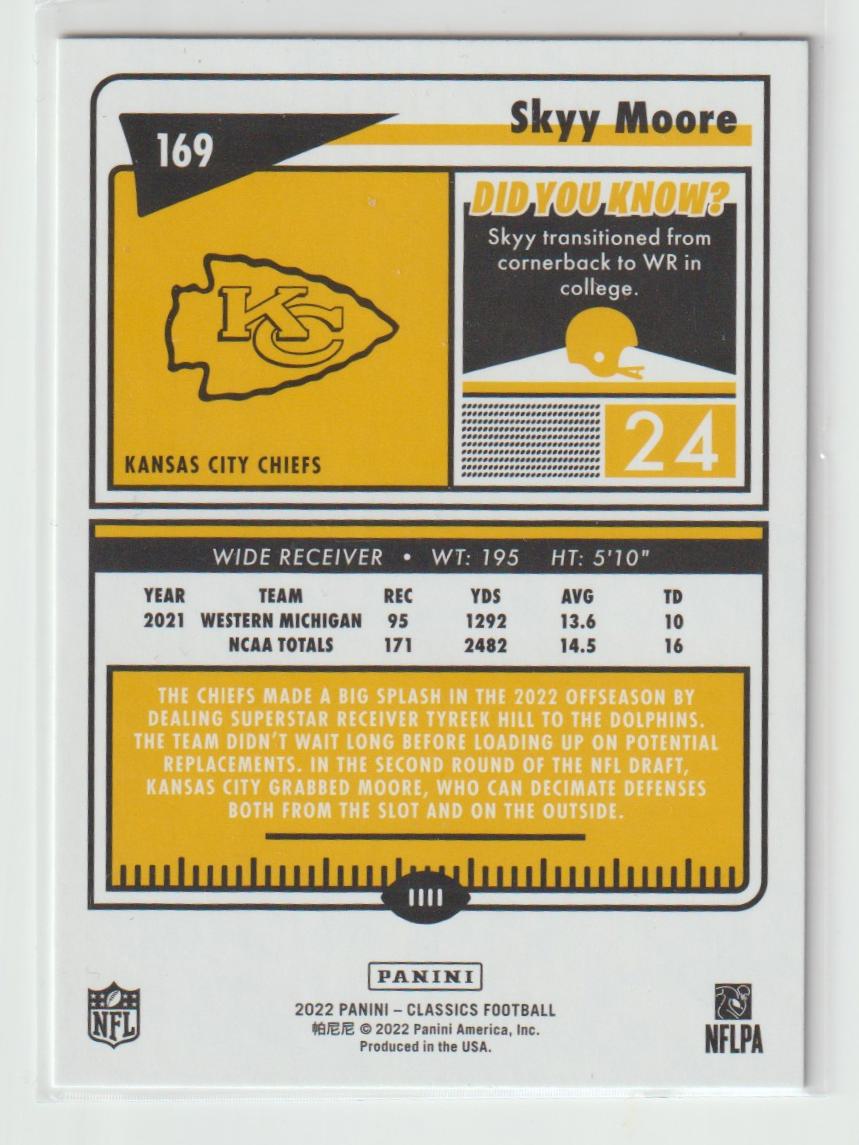 169
Skyy Moore
KC
KANSAS CITY CHIEFS
DID YOU KNOW?
Skyy transitioned from
cornerback to WR in
college.
24
WIDE RECEIVER • WT: 195 HT: 5'10"
YEAR TEAM REC YDS AVG TD
2021 WESTERN MICHIGAN 95 1292 13.6 10
NCAA TOTALS 171 2482 14.5 16
THE CHIEFS MADE A BIG SPLASH IN THE 2022 OFFSEASON BY
DEALING SUPERSTAR RECEIVER TYREEK HILL TO THE DOLPHINS.
THE TEAM DIDN'T WAIT LONG BEFORE LOADING UP ON POTENTIAL
REPLACEMENTS. IN THE SECOND ROUND OF THE NFL DRAFT,
KANSAS CITY GRABBED MOORE, WHO CAN DECIMATE DEFENSES
BOTH FROM THE SLOT AND ON THE OUTSIDE.
PANINI
2022 PANINI – CLASSICS FOOTBALL
帕尼尼 © 2022 Panini America, Inc.
Produced in the USA.
NFL
NFLPA